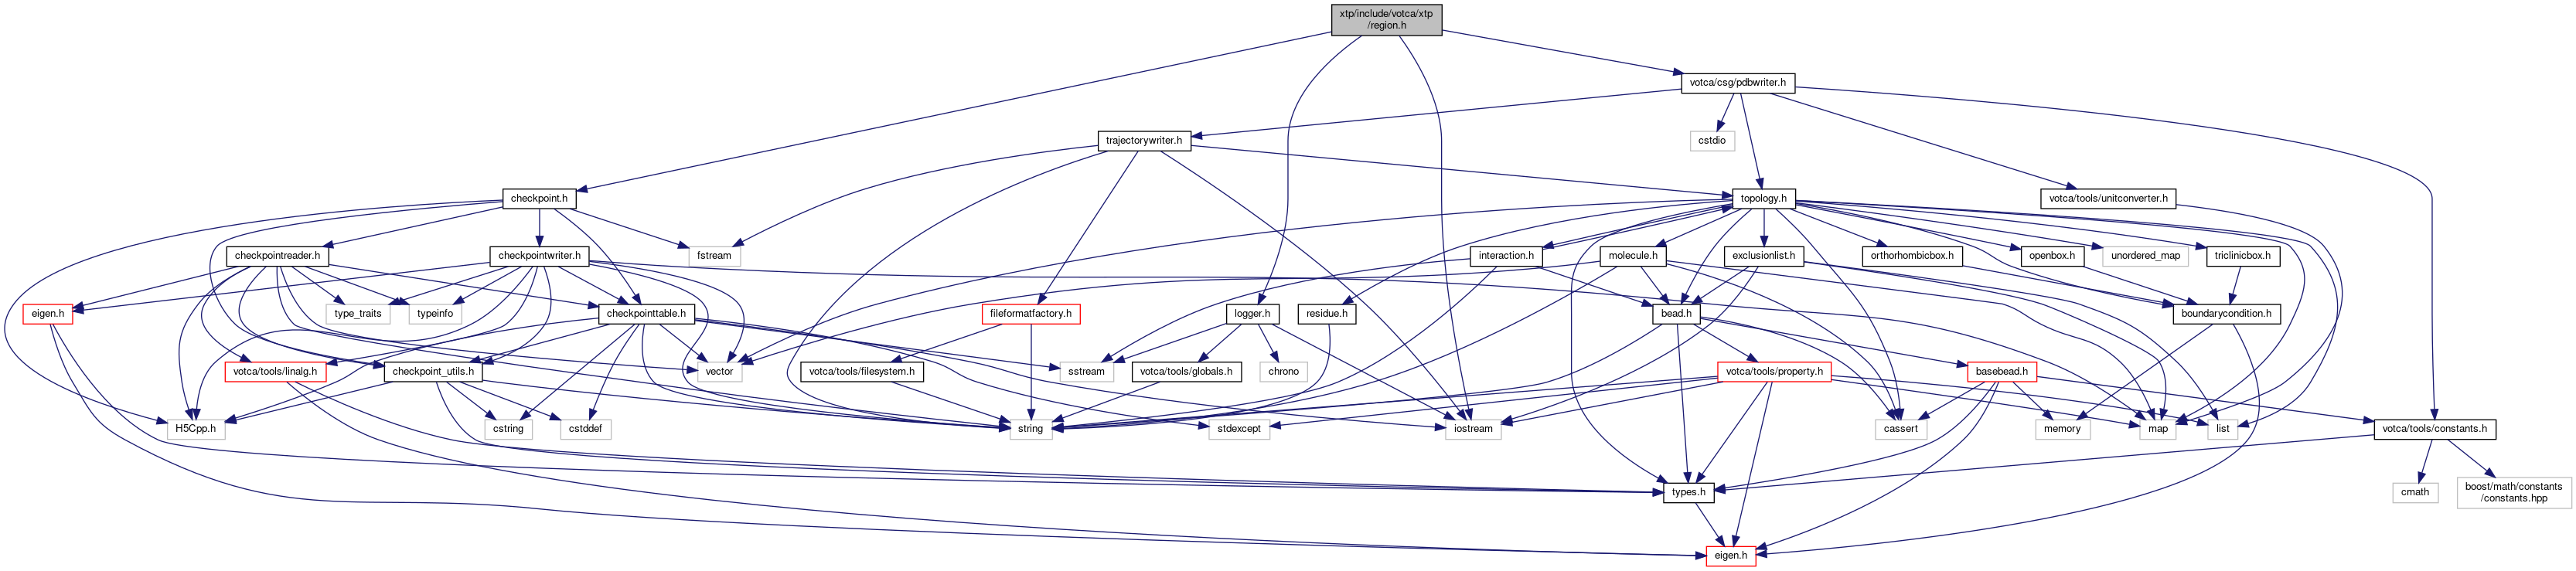 xtp/include/votca/xtp
/region.h
votca/csg/pdbwriter.h
trajectorywriter.h
cstdio
checkpoint.h
topology.h
votca/tools/unitconverter.h
checkpointreader.h
checkpointwriter.h
fstream
interaction.h
molecule.h
exclusionlist.h
orthorhombicbox.h
openbox.h
unordered_map
triclinicbox.h
eigen.h
type_traits
typeinfo
checkpointtable.h
fileformatfactory.h
logger.h
residue.h
bead.h
boundarycondition.h
votca/tools/linalg.h
checkpoint_utils.h
vector
votca/tools/filesystem.h
sstream
votca/tools/globals.h
chrono
votca/tools/property.h
basebead.h
H5Cpp.h
cstring
cstddef
string
stdexcept
iostream
cassert
memory
map
list
votca/tools/constants.h
types.h
cmath
boost/math/constants
/constants.hpp
eigen.h